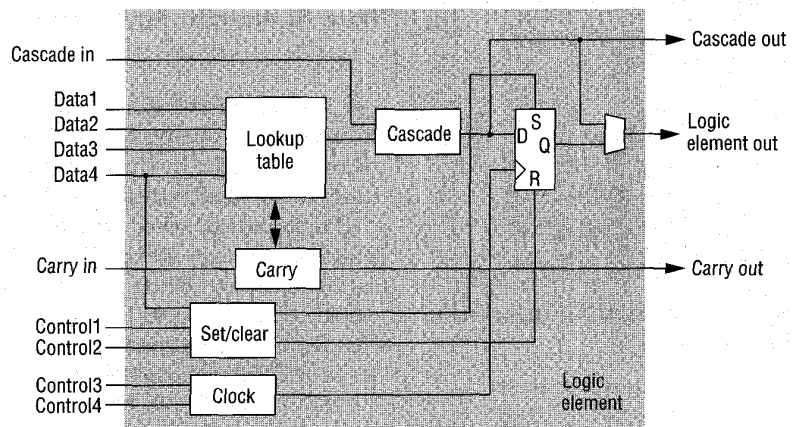 Cascade in
Cascade out
Data1
Data2
Data3
Data4
Lookup
table
Cascade
S
D
Q
R
Logic
element out
Carry in
Carry
Carry out
Control1
Control2
Set/clear
Control3
Control4
Clock
Logic
element